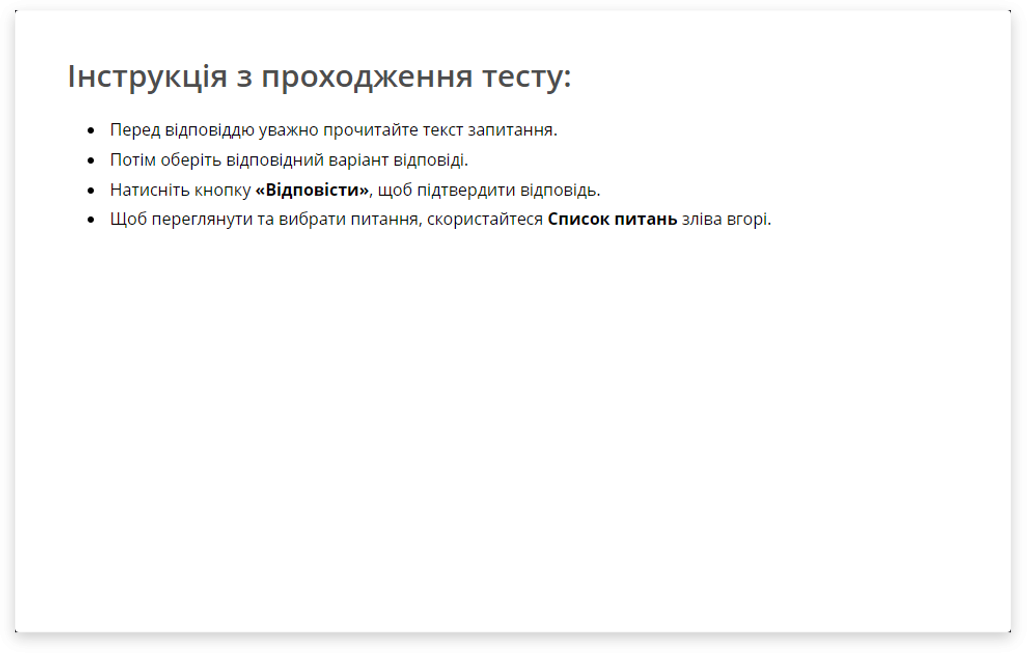 Інструкція з проходження тесту:
• Перед відповіддю уважно прочитайте текст запитання.
• Потім оберіть відповідний варіант відповіді.
• Натисніть кнопку «Відповісти», щоб підтвердити відповідь.
• Щоб переглянути та вибрати питання, скористайтеся Список питань зліва вгорі.